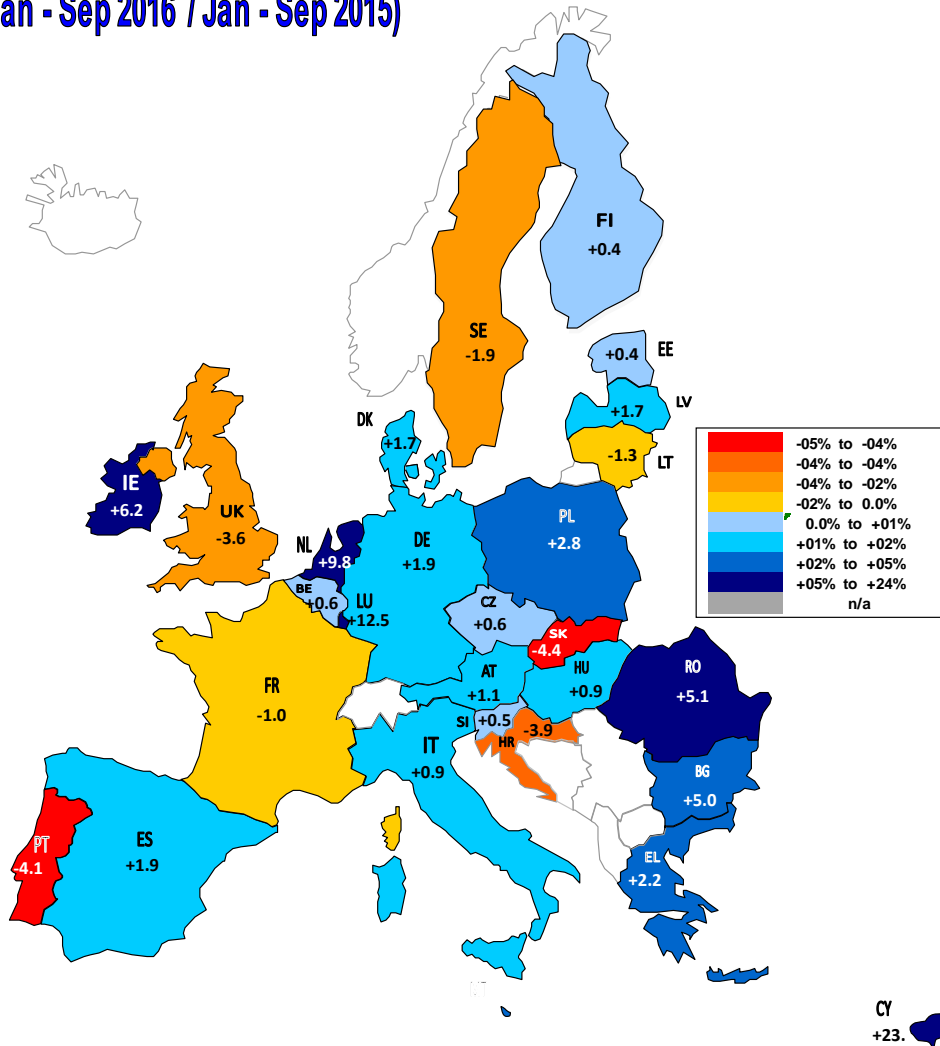 an - Sep 2016 / Jan - Sep 2015)
FI
+0.4
SE
-1.9
+0.4 EE
LV
+1.7
DK
+1.7
-1.3 LT
-05% to -04%
-04% to -04%
-04% to -02%
-02% to 0.0%
0.0% to +01%
+01% to +02%
+02% to +05%
+05% to +24%
n/a
IE
+6.2
UK
-3.6
PL
+2.8
NL
+9.8
DE
+1.9
BE
+0.6
LU
+12.5
CZ
+0.6
SK
-4.4
HU
+0.9
AT
+1.1
RO
+5.1
FR
-1.0
SI +0.5
-3.9
HR
IT
+0.9
BG
+5.0
PT
-4.1
ES
+1.9
EL
+2.2
CY
+23.